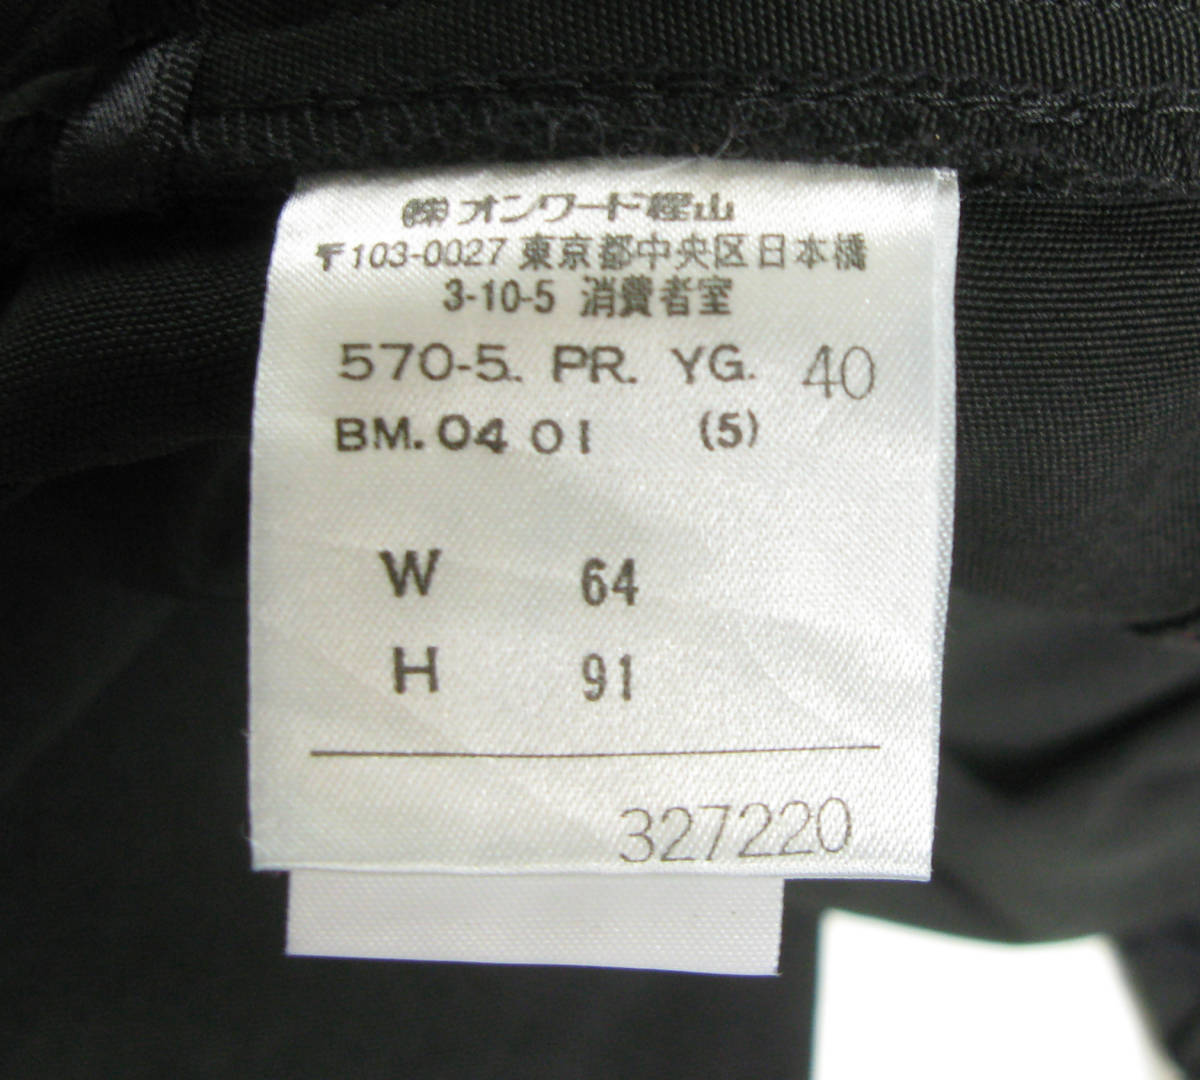 ㈱オンワード樫山
〒103-0027 東京都中央区日本橋
3-10-5 消費者室
570-5. PR. YG. 40
BM. 04 01 (5)
W 64
H 91
327220